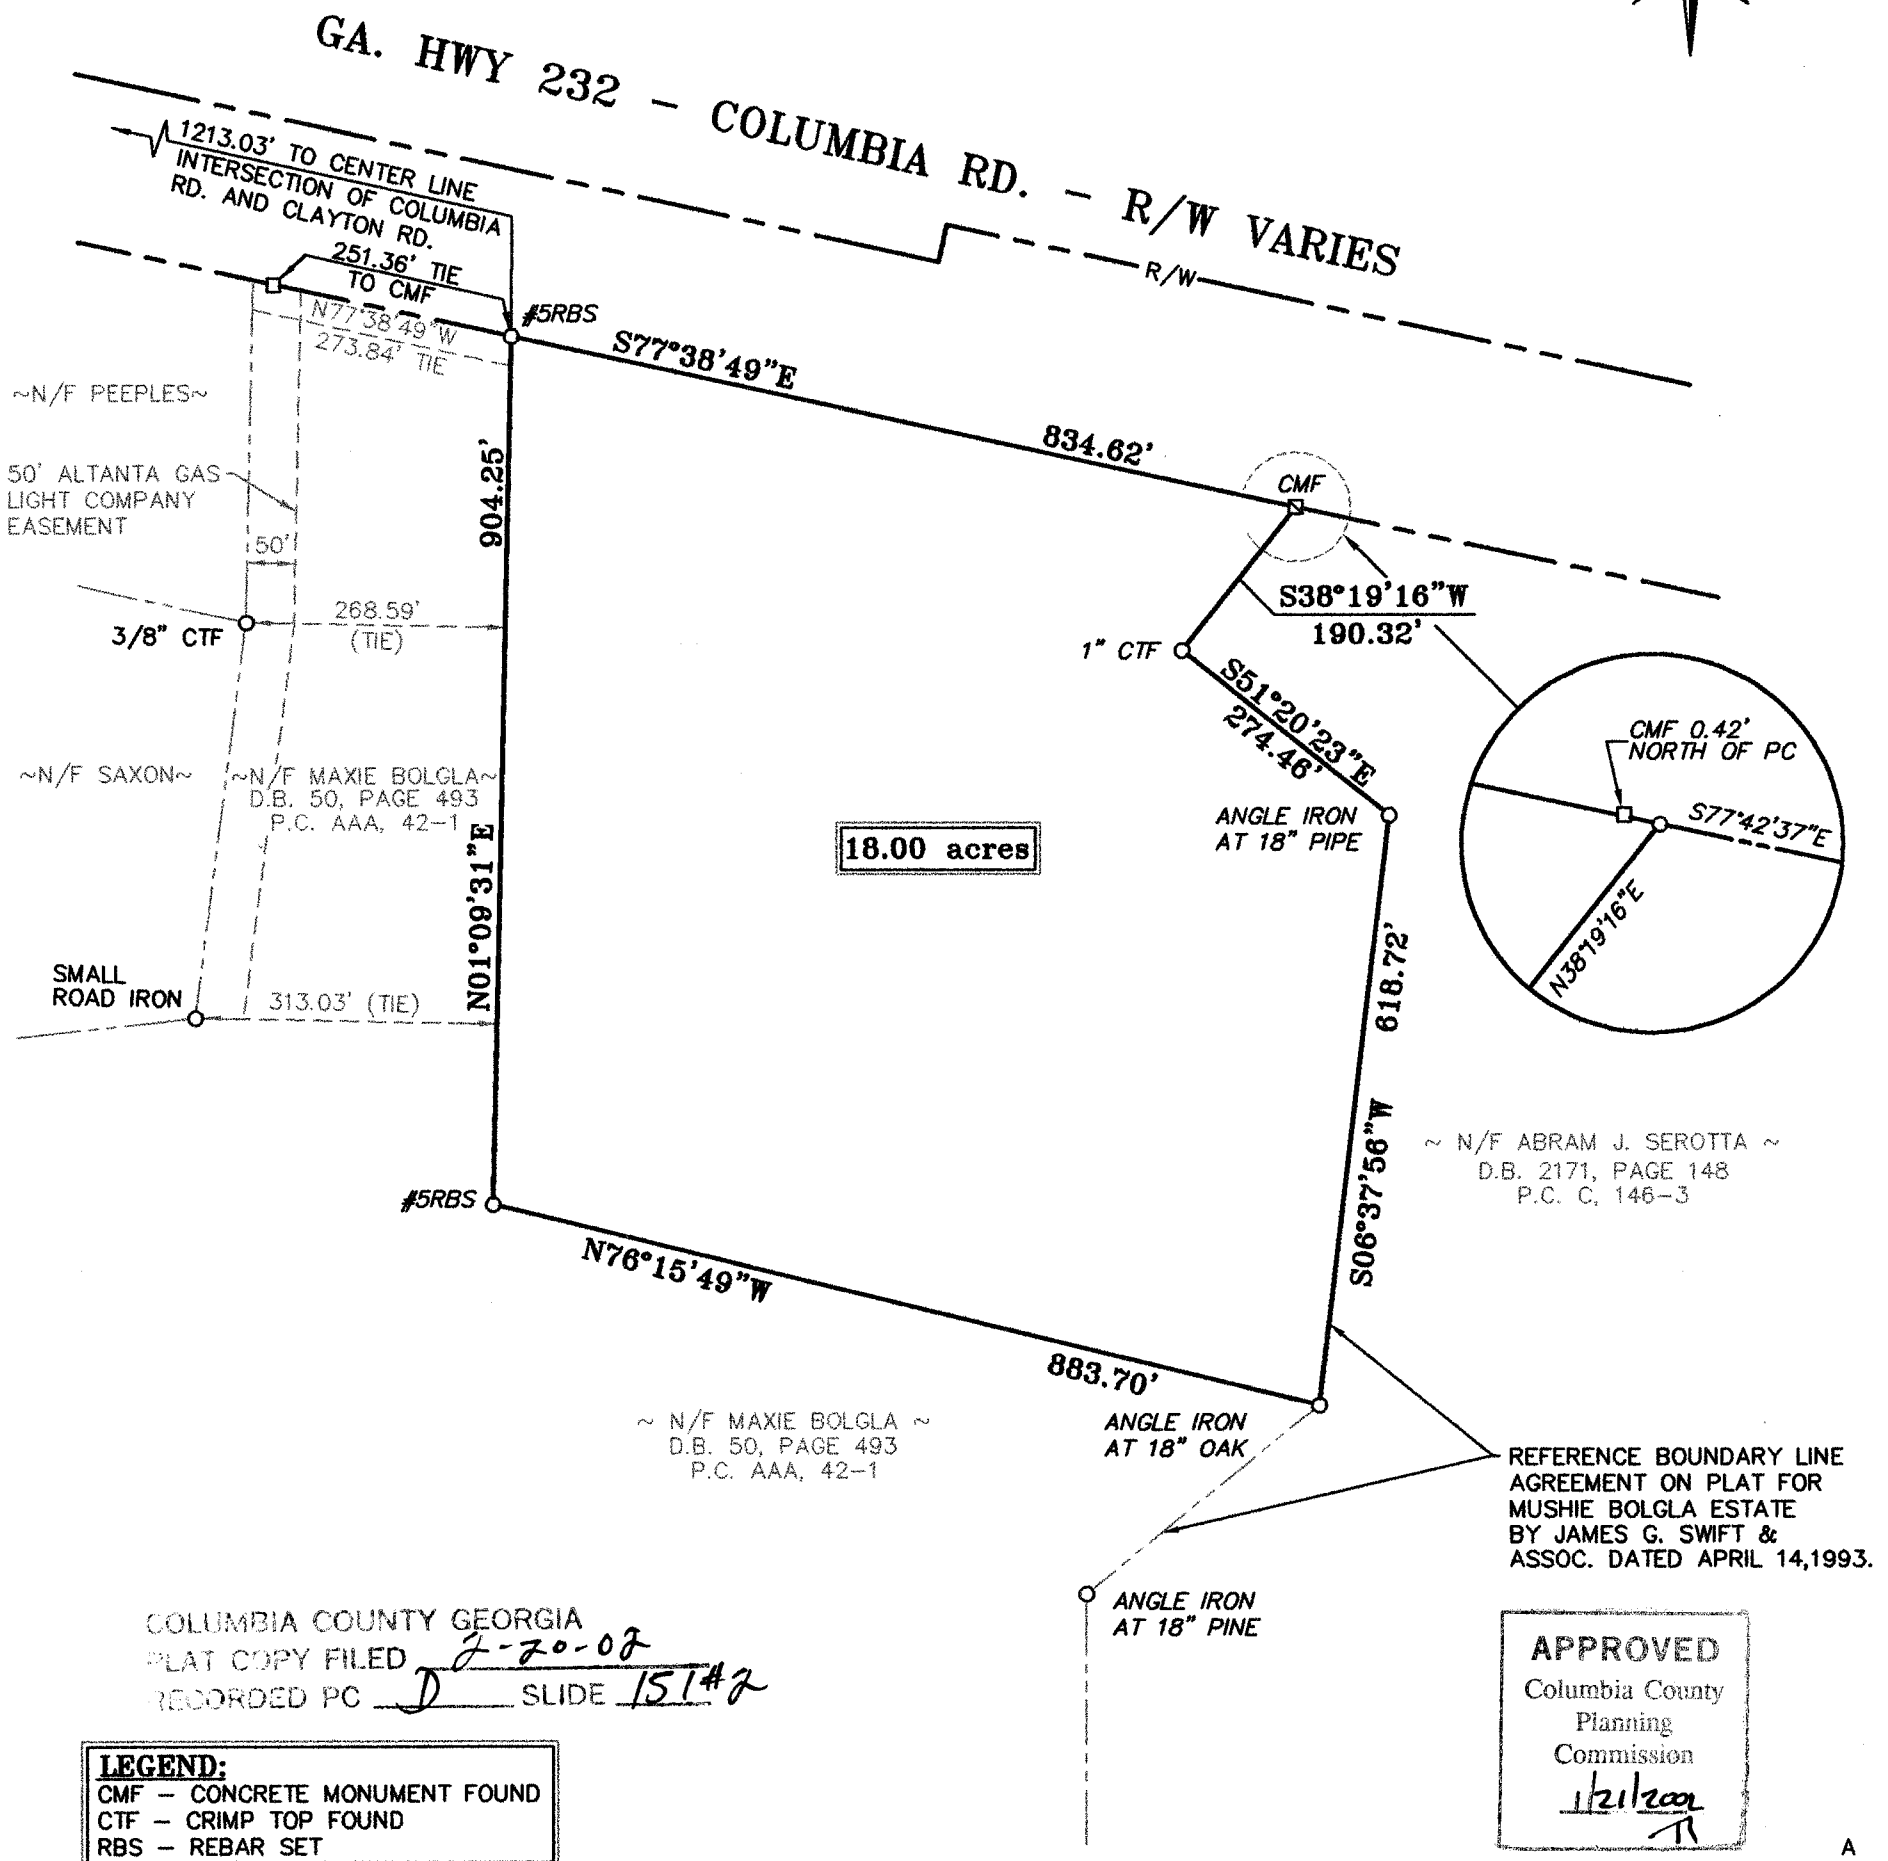 GA. HWY 232 - COLUMBIA RD. - R/W VARIES
1213.03' TO CENTER LINE
INTERSECTION OF COLUMBIA
RD. AND CLAYTON RD.
251.36' TIE
TO CMF
R/W
#5RBS
N77°38'49"W
273.84' TIE
S77°38'49"E
834.62'
~N/F PEEPLES~
50' ALTANTA GAS
LIGHT COMPANY
EASEMENT
50'
904.25'
CMF
S38°19'16"W
190.32'
3/8" CTF
268.59'
(TIE)
1" CTF
S51°20'23"E
274.46'
CMF 0.42'
NORTH OF PC
S77°42'37"E
N38°19'16"E
~N/F SAXON~
~N/F MAXIE BOLGLA~
D.B. 50, PAGE 493
P.C. AAA, 42-1
18.00 acres
ANGLE IRON
AT 18" PIPE
N01°09'31"E
SMALL
ROAD IRON
313.03' (TIE)
618.72'
S06°37'56"W
~ N/F ABRAM J. SEROTTA ~
D.B. 2171, PAGE 148
P.C. C, 146-3
#5RBS
N76°15'49"W
883.70'
~ N/F MAXIE BOLGLA ~
D.B. 50, PAGE 493
P.C. AAA, 42-1
ANGLE IRON
AT 18" OAK
REFERENCE BOUNDARY LINE
AGREEMENT ON PLAT FOR
MUSHIE BOLGLA ESTATE
BY JAMES G. SWIFT &
ASSOC. DATED APRIL 14,1993.
ANGLE IRON
AT 18" PINE
COLUMBIA COUNTY GEORGIA
PLAT COPY FILED 2-20-02
RECORDED PC D SLIDE 151#2
APPROVED
Columbia County
Planning
Commission
1/21/2002
LEGEND:
CMF - CONCRETE MONUMENT FOUND
CTF - CRIMP TOP FOUND
RBS - REBAR SET
A